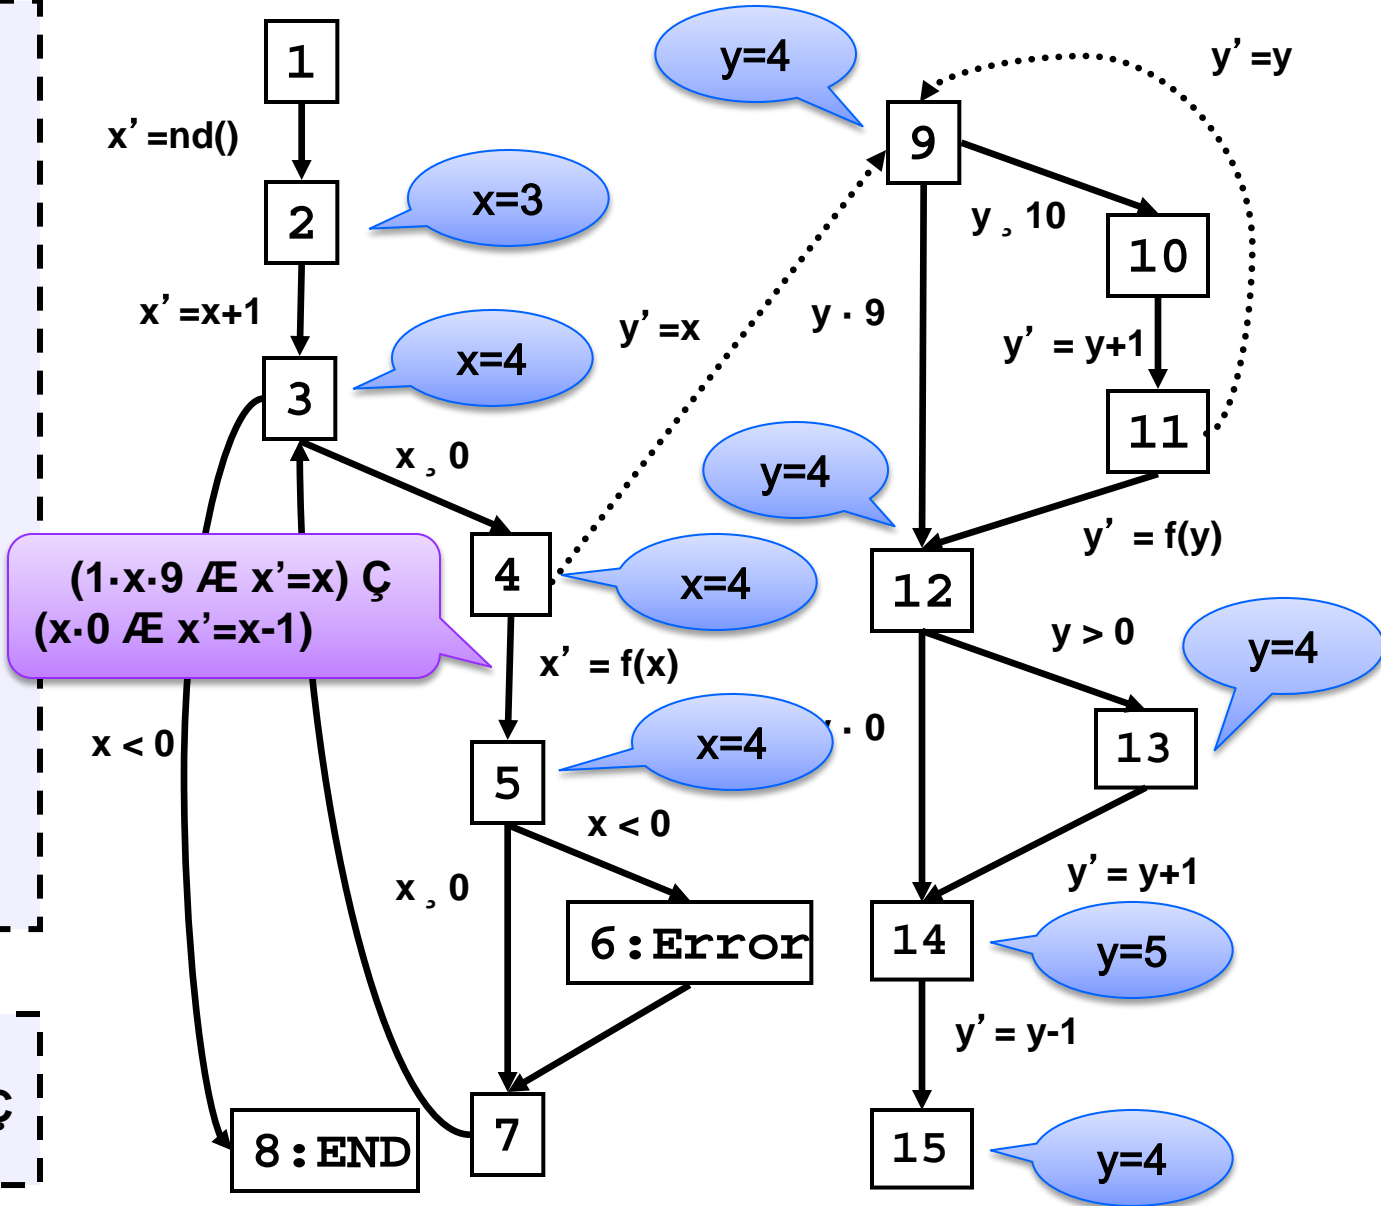 1
x’ =nd()
2
x=3
x’ =x+1
3
x=4
x ¸ 0
4
x=4
(1·x·9 Æ x’=x) Ç
(x·0 Æ x’=x-1)
x’ = f(x)
x < 0
5
x=4
x < 0
x ¸ 0
6:Error
7
8:END
Ç
y’ =x
y=4
9
y’ =y
y ¸ 10
10
y · 9
y’ = y+1
11
y=4
y’ = f(y)
12
y > 0
y=4
· 0
13
y’ = y+1
14
y=5
y’ = y-1
15
y=4